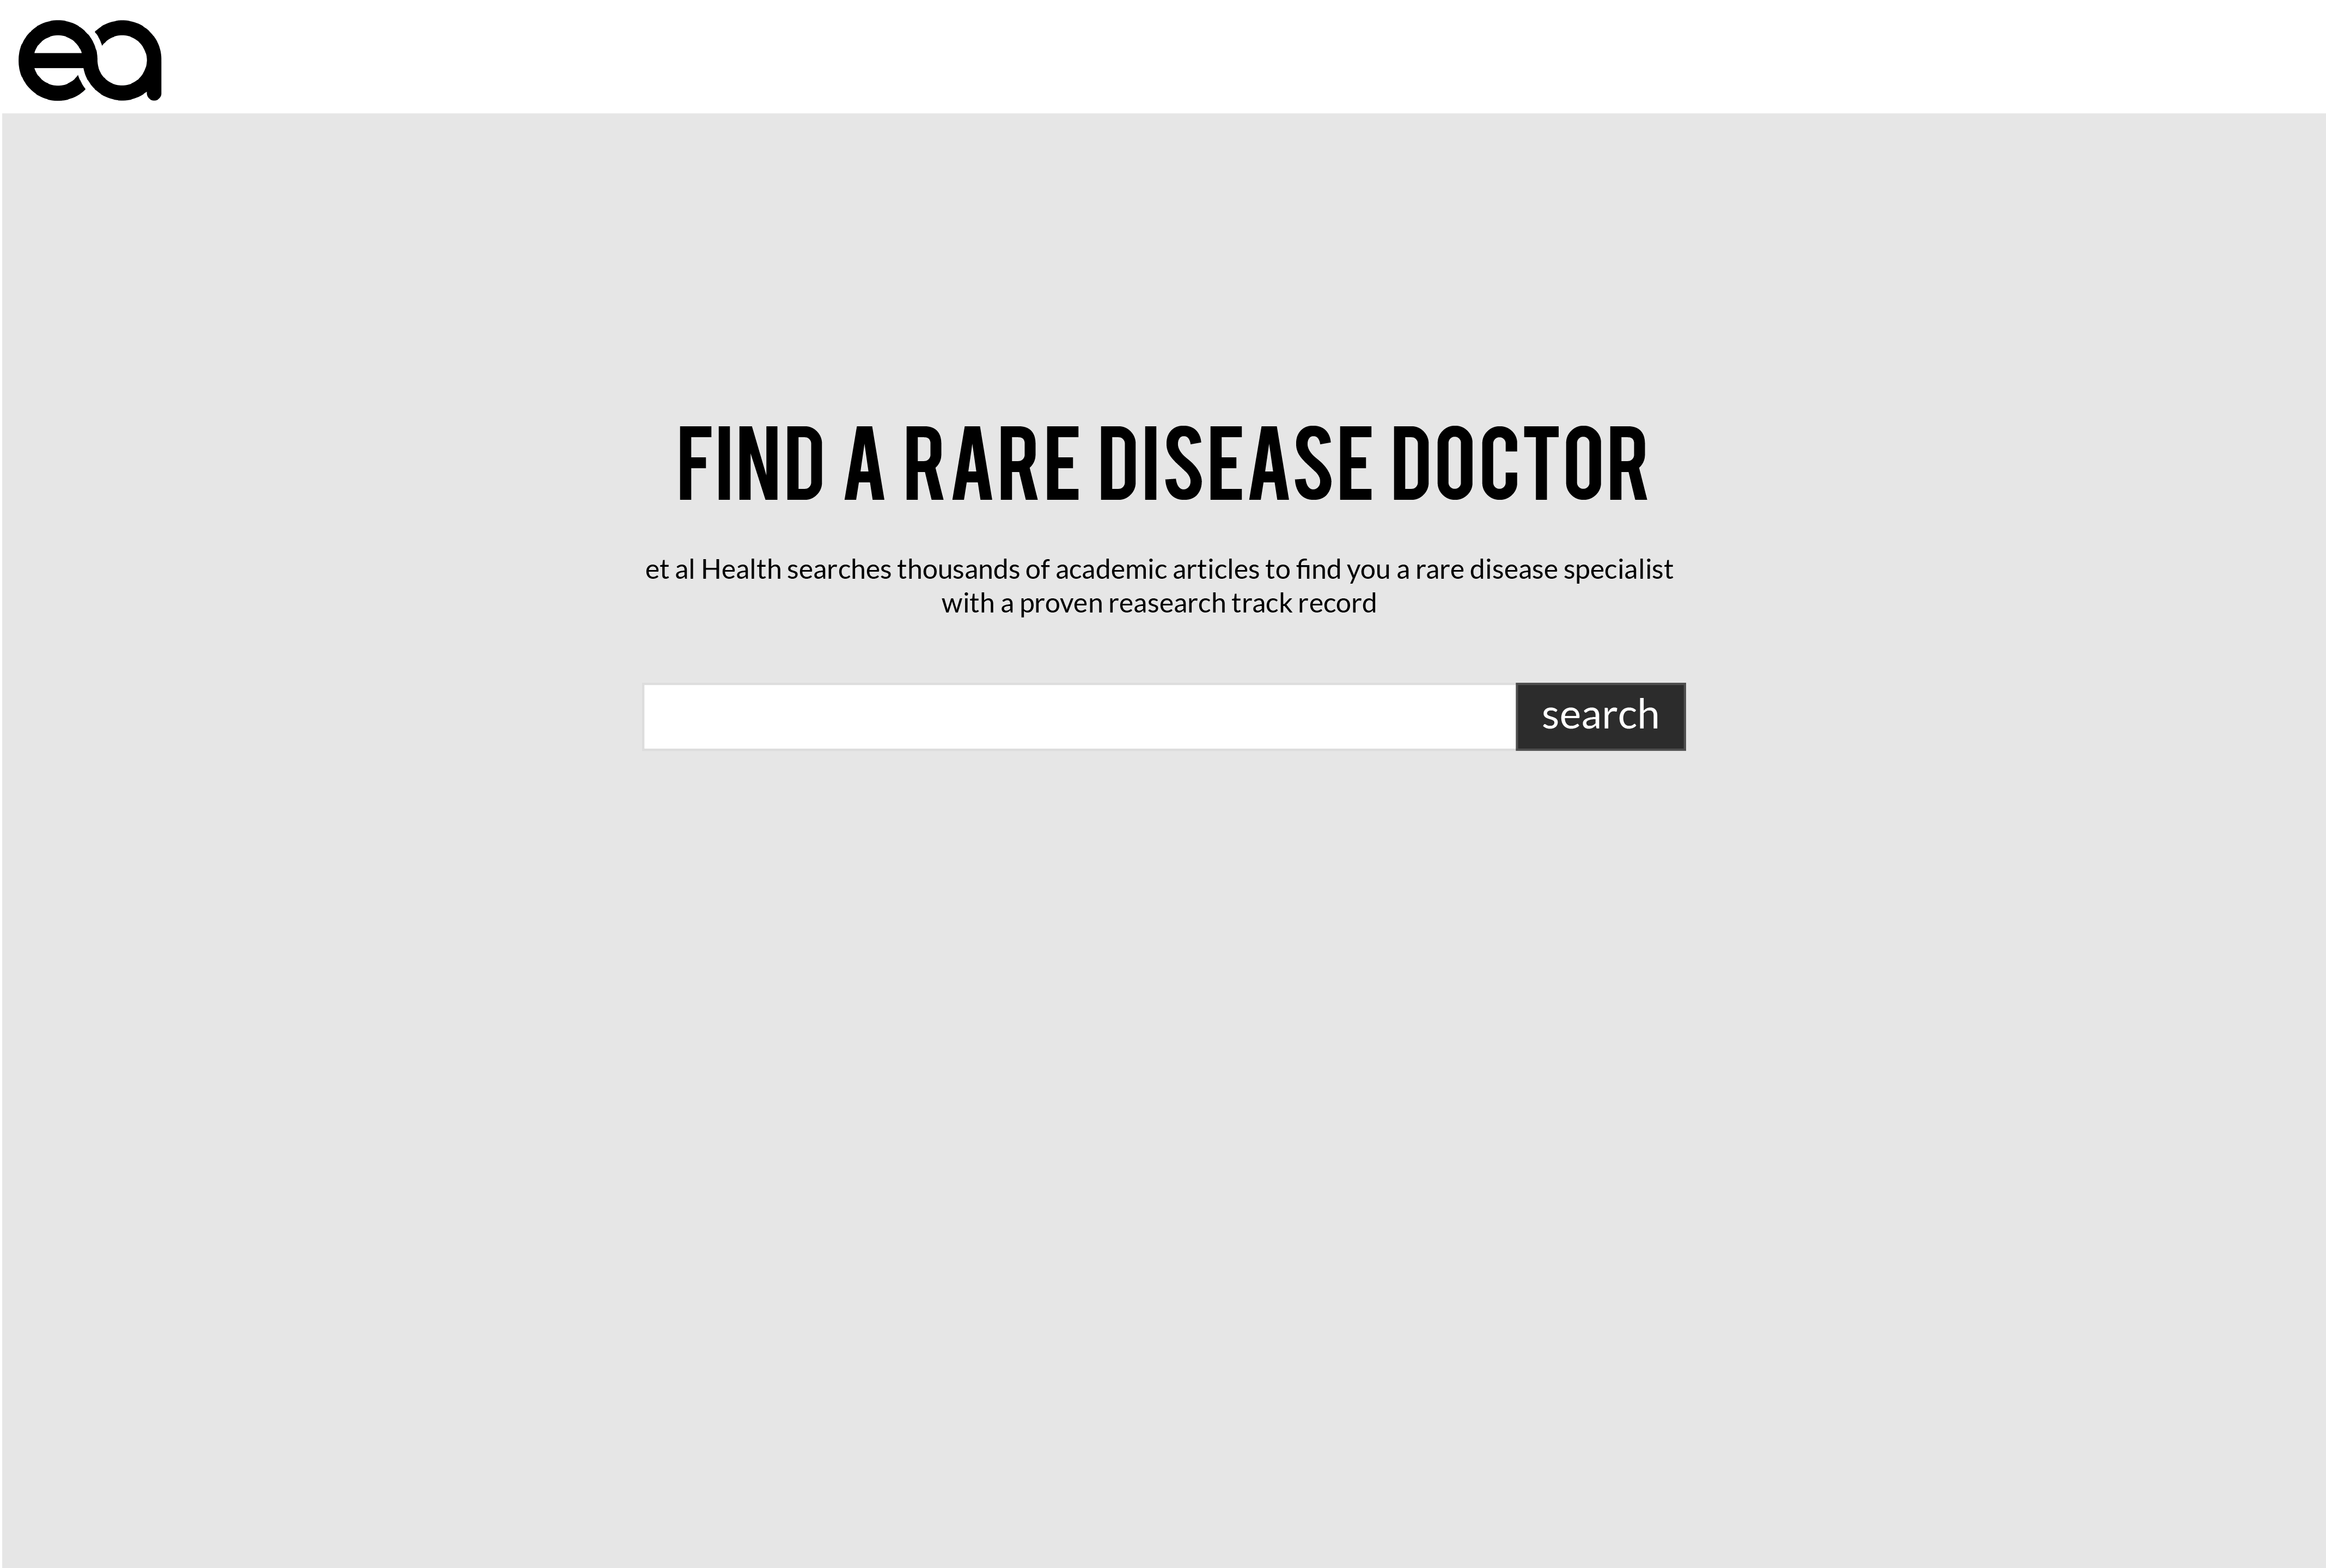 ea
FIND A RARE DISEASE DOCTOR
et al Health searches thousands of academic articles to find you a rare disease specialist
with a proven reasearch track record
search